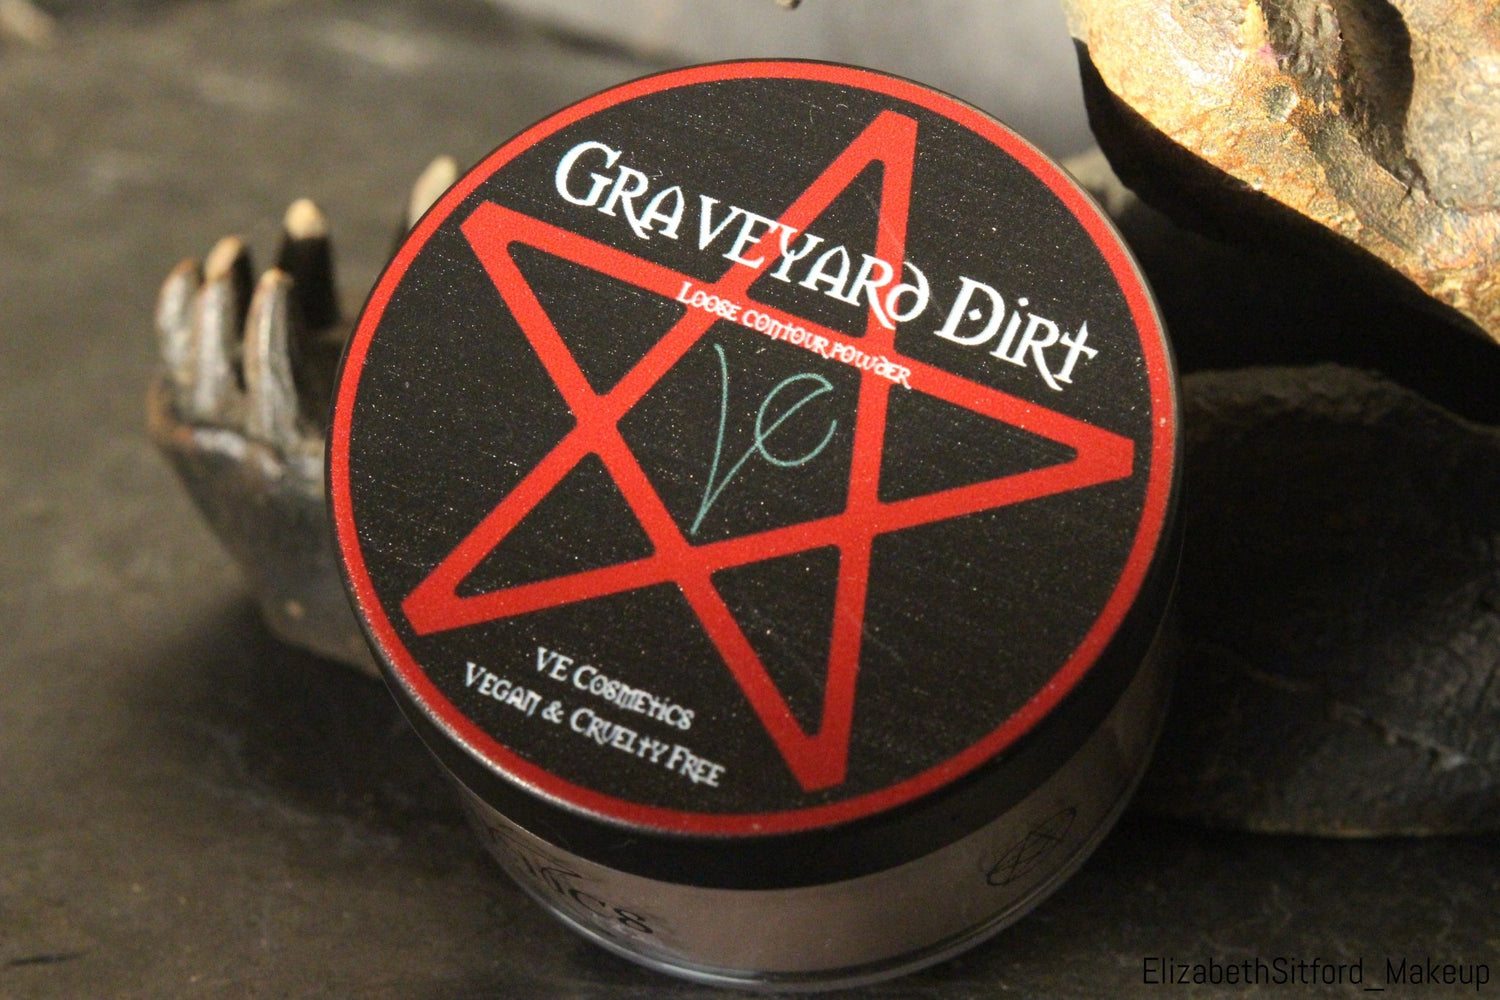 Graveyard Dirt
Loose contour powder
VE
VE Cosmetics
Vegan & Cruelty Free
ElizabethSitford_Makeup